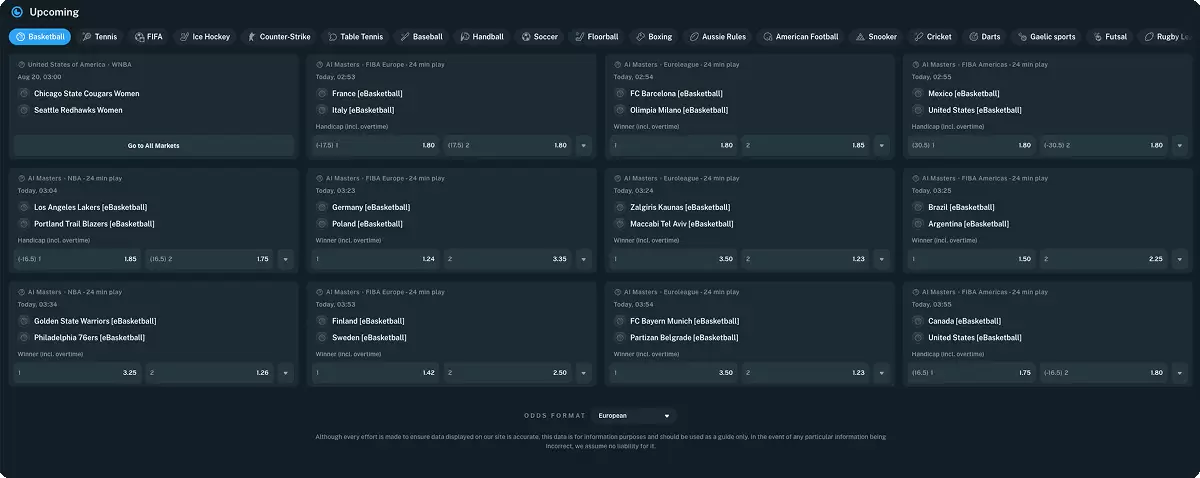 Upcoming
Basketball Tennis FIFA Ice Hockey Counter-Strike Table Tennis Baseball Handball Soccer Floorball Boxing Aussie Rules American Football Snooker Cricket Darts Gaelic sports Futsal Rugby Le
United States of America • WNBA
Aug 20, 03:00
Chicago State Cougars Women
Seattle Redhawks Women
Go to All Markets
AI Masters • FIBA Europe - 24 min play
Today, 02:53
France [eBasketball]
Italy [eBasketball]
Handicap (incl. overtime)
(-17.5) 1 1.80 (17.5) 2 1.80
AI Masters • Euroleague - 24 min play
Today, 02:54
FC Barcelona [eBasketball]
Olimpia Milano [eBasketball]
Winner (incl. overtime)
1 1.80 2 1.85
AI Masters • FIBA Americas - 24 min play
Today, 02:55
Mexico [eBasketball]
United States [eBasketball]
Handicap (incl. overtime)
(30.5) 1 1.80 (-30.5) 2 1.80
AI Masters • NBA - 24 min play
Today, 03:04
Los Angeles Lakers [eBasketball]
Portland Trail Blazers [eBasketball]
Handicap (incl. overtime)
(-16.5) 1 1.85 (16.5) 2 1.75
AI Masters • FIBA Europe - 24 min play
Today, 03:23
Germany [eBasketball]
Poland [eBasketball]
Winner (incl. overtime)
1 1.24 2 3.35
AI Masters • Euroleague - 24 min play
Today, 03:24
Zalgiris Kaunas [eBasketball]
Maccabi Tel Aviv [eBasketball]
Winner (incl. overtime)
1 3.50 2 1.23
AI Masters • FIBA Americas - 24 min play
Today, 03:25
Brazil [eBasketball]
Argentina [eBasketball]
Winner (incl. overtime)
1 1.50 2 2.25
AI Masters • NBA - 24 min play
Today, 03:34
Golden State Warriors [eBasketball]
Philadelphia 76ers [eBasketball]
Winner (incl. overtime)
1 3.25 2 1.26
AI Masters • FIBA Europe - 24 min play
Today, 03:53
Finland [eBasketball]
Sweden [eBasketball]
Winner (incl. overtime)
1 1.42 2 2.50
AI Masters • Euroleague - 24 min play
Today, 03:54
FC Bayern Munich [eBasketball]
Partizan Belgrade [eBasketball]
Winner (incl. overtime)
1 3.50 2 1.23
AI Masters • FIBA Americas - 24 min play
Today, 03:55
Canada [eBasketball]
United States [eBasketball]
Handicap (incl. overtime)
(16.5) 1 1.75 (-16.5) 2 1.80
ODDS FORMAT European
Although every effort is made to ensure data displayed on our site is accurate, this data is for information purposes and should be used as a guide only. In the event of any particular information being
incorrect, we assume no liability for it.